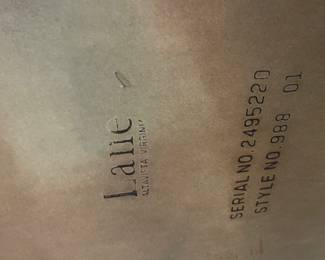 Lane
ALTAVISTA VIRGINIA
SERIAL NO. 2495220
STYLE NO. 988 01